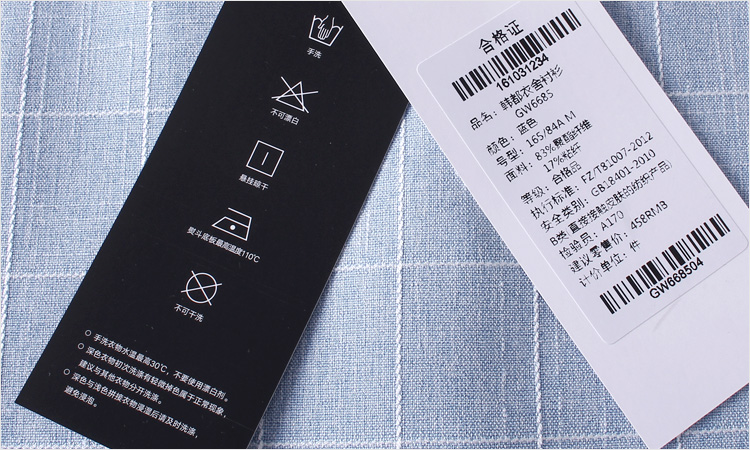 手洗
不可漂白
悬挂晾干
熨斗底板最高温度110℃
不可干洗
○ 手洗衣物水温最高30℃，不要使用漂白剂。
○ 深色衣物初次洗涤有轻微掉色属于正常现象，
建议与其他衣物分开洗涤。
○ 深色与浅色拼接衣物浸湿后请及时洗涤，
避免浸泡。
合格证
161031234
品名：韩都衣舍衬衫
GW6685
颜色：蓝色
号型：165/84A M
面料：83%聚酯纤维
17%粘纤
等级：合格品
执行标准：FZ/T81007-2012
安全类别：GB18401-2010
B类 直接接触皮肤的纺织产品)
检验员：A170
建议零售价：458RMB
计价单位：件
GW668504